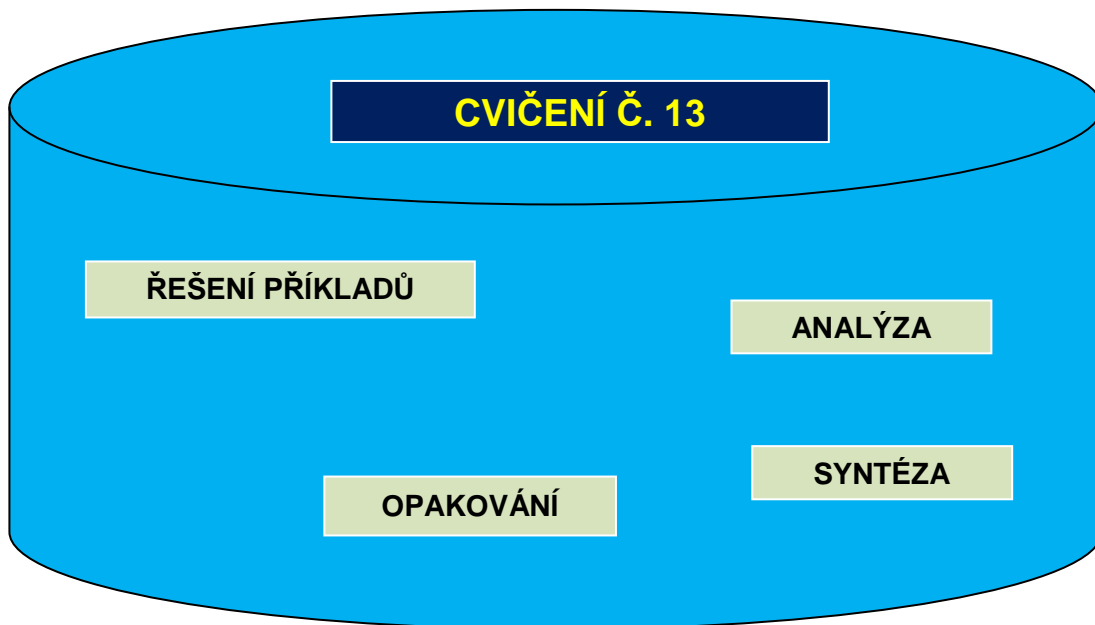 CVIČENÍ Č. 13
ŘEŠENÍ PŘÍKLADŮ
ANALÝZA
SYNTÉZA
OPAKOVÁNÍ